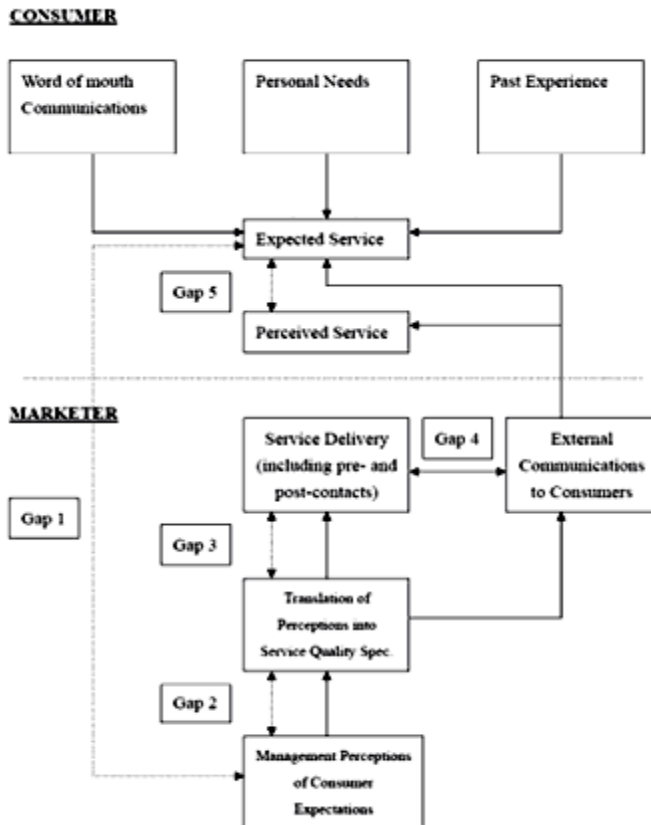 CONSUMER
Word of mouth
Communications
Personal Needs
Past Experience
Expected Service
Gap 5
Perceived Service
MARKETER
Service Delivery
(including pre- and
post-contacts)
Gap 4
External
Communications
to Consumers
Gap 1
Gap 3
Translation of
Perceptions into
Service Quality Spec.
Gap 2
Management Perceptions
of Consumer
Expectations